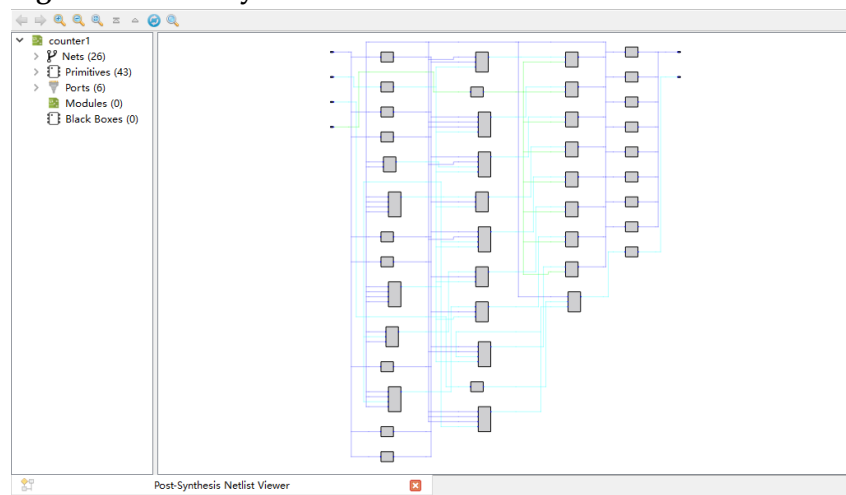 counter1
Nets (26)
Primitives (43)
Ports (6)
Modules (0)
Black Boxes (0)
Post-Synthesis Netlist Viewer